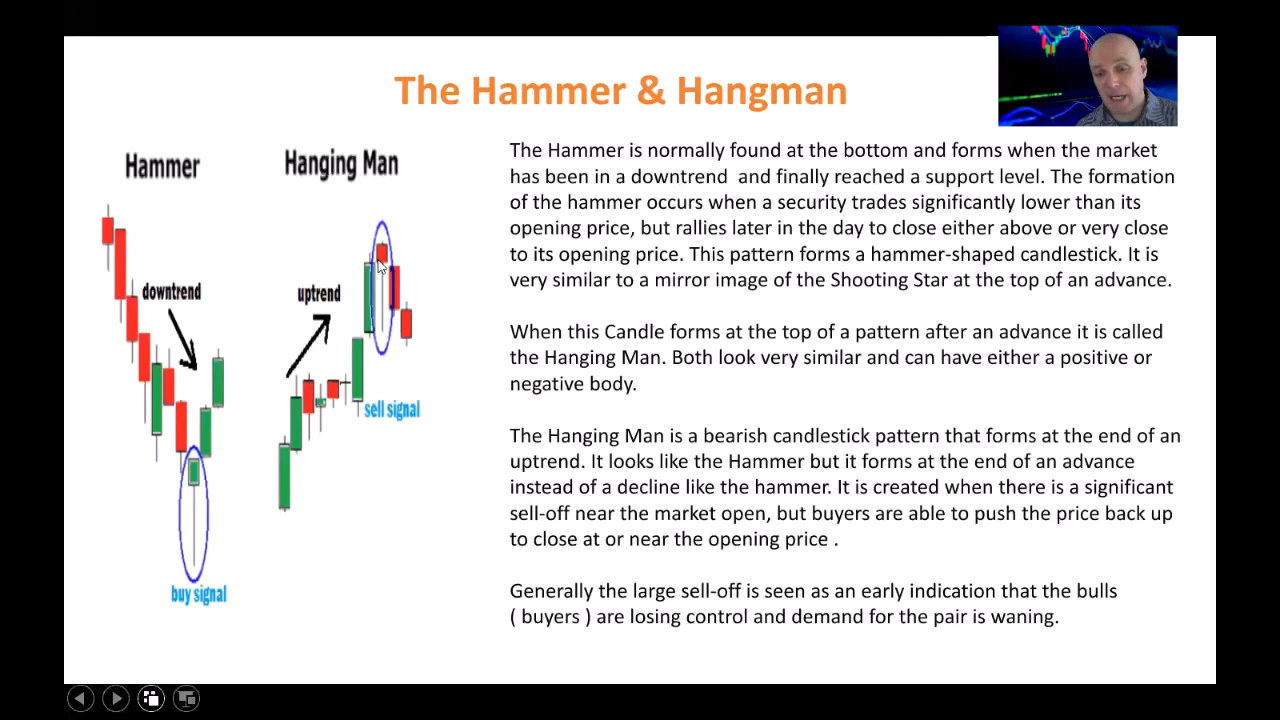 The Hammer & Hangman
Hammer
Hanging Man
downtrend
uptrend
sell signal
buy signal
The Hammer is normally found at the bottom and forms when the market
has been in a downtrend  and finally reached a support level. The formation
of the hammer occurs when a security trades significantly lower than its
opening price, but rallies later in the day to close either above or very close
to its opening price. This pattern forms a hammer-shaped candlestick. It is
very similar to a mirror image of the Shooting Star at the top of an advance.
When this Candle forms at the top of a pattern after an advance it is called
the Hanging Man. Both look very similar and can have either a positive or
negative body.
The Hanging Man is a bearish candlestick pattern that forms at the end of an
uptrend. It looks like the Hammer but it forms at the end of an advance
instead of a decline like the hammer. It is created when there is a significant
sell-off near the market open, but buyers are able to push the price back up
to close at or near the opening price .
Generally the large sell-off is seen as an early indication that the bulls
( buyers ) are losing control and demand for the pair is waning.